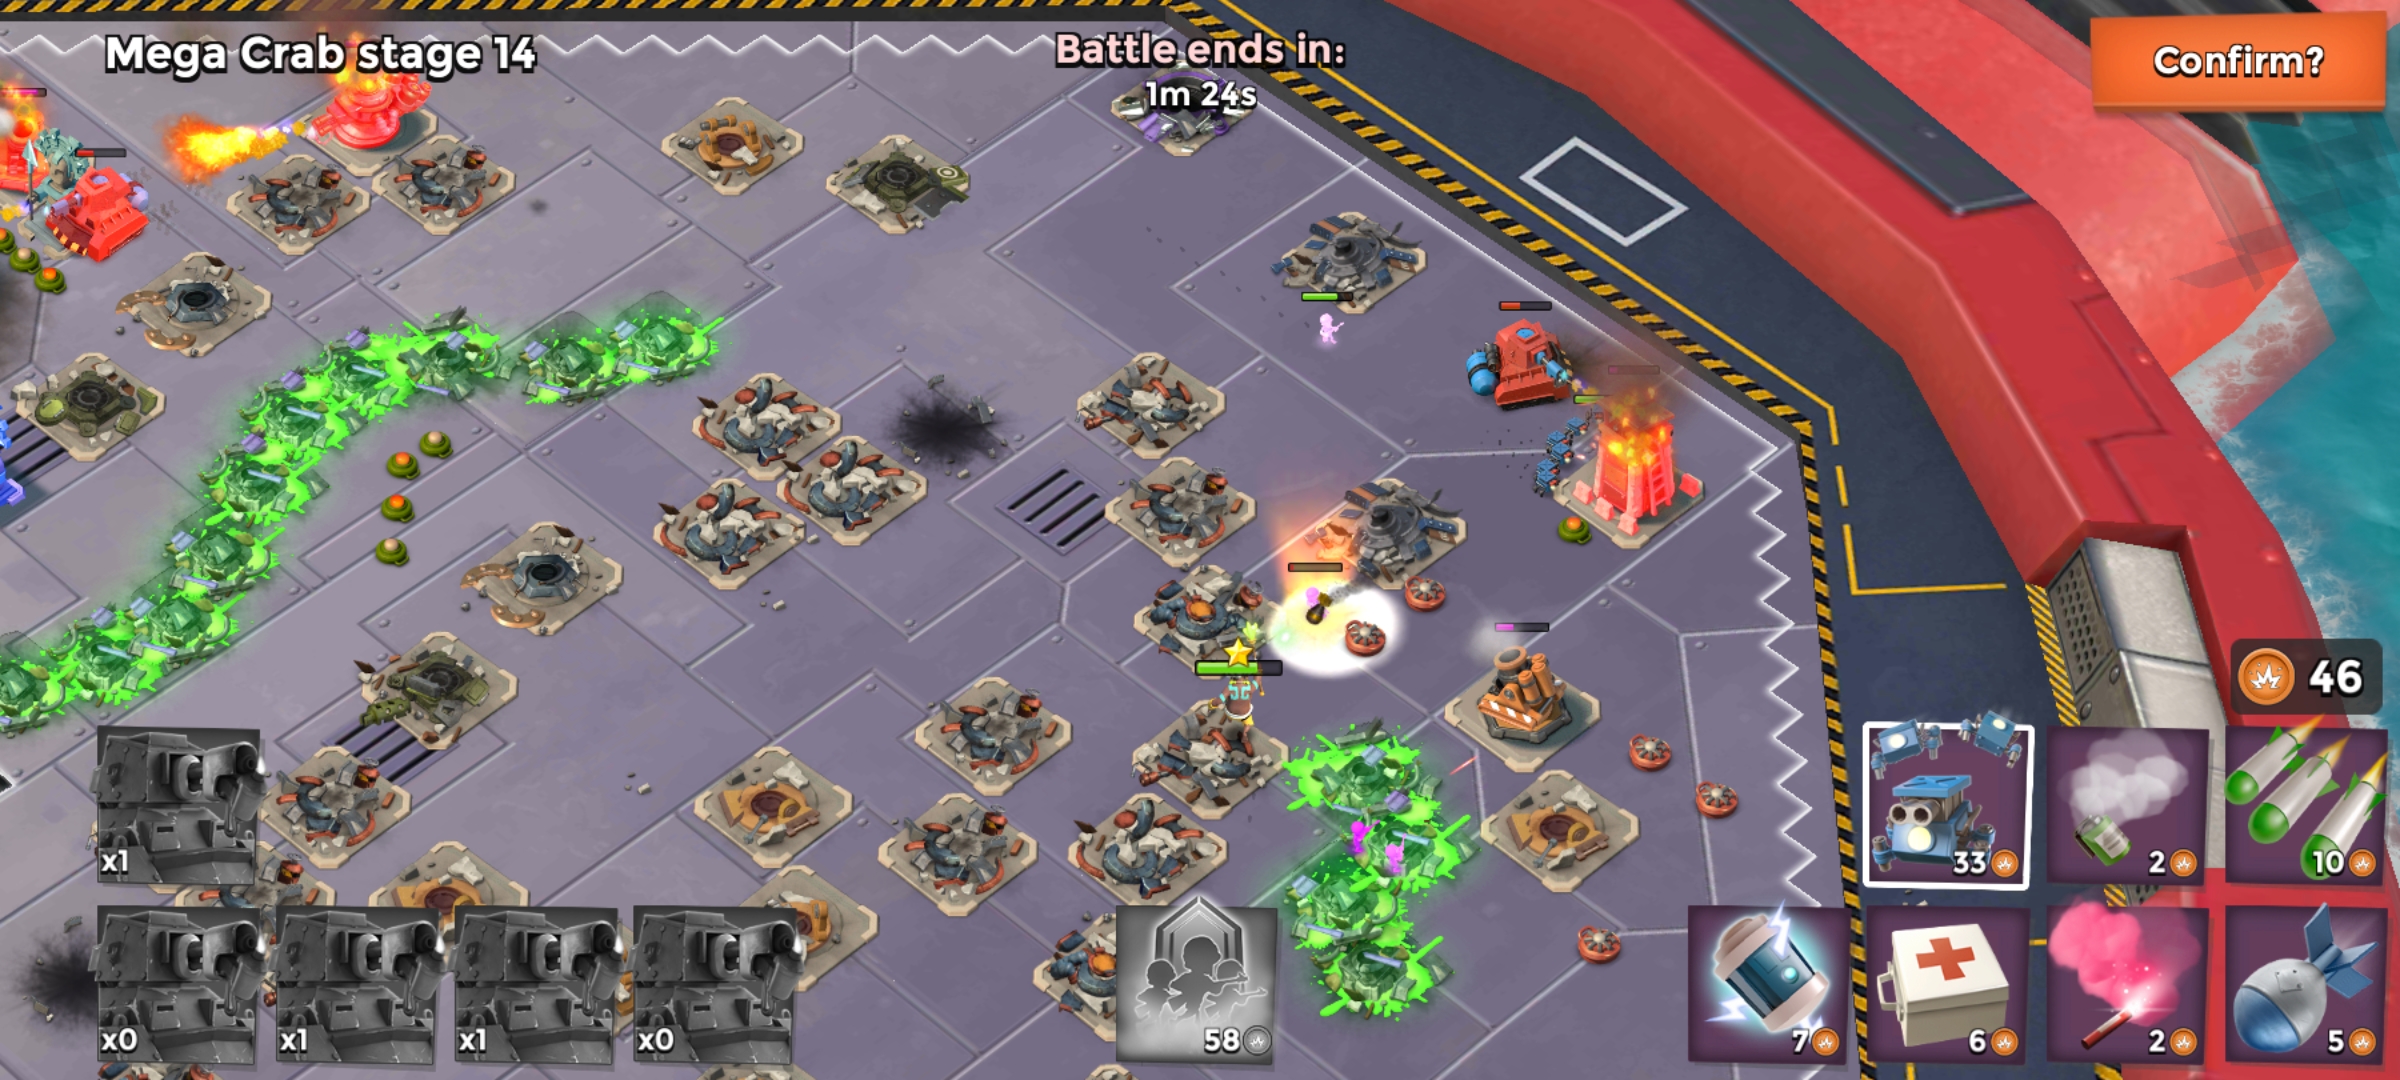 Mega Crab stage 14
Battle ends in:
1m 24s
Confirm?
46
x1
33
2
10
x0
x1
x1
x0
58
7
6
2
5